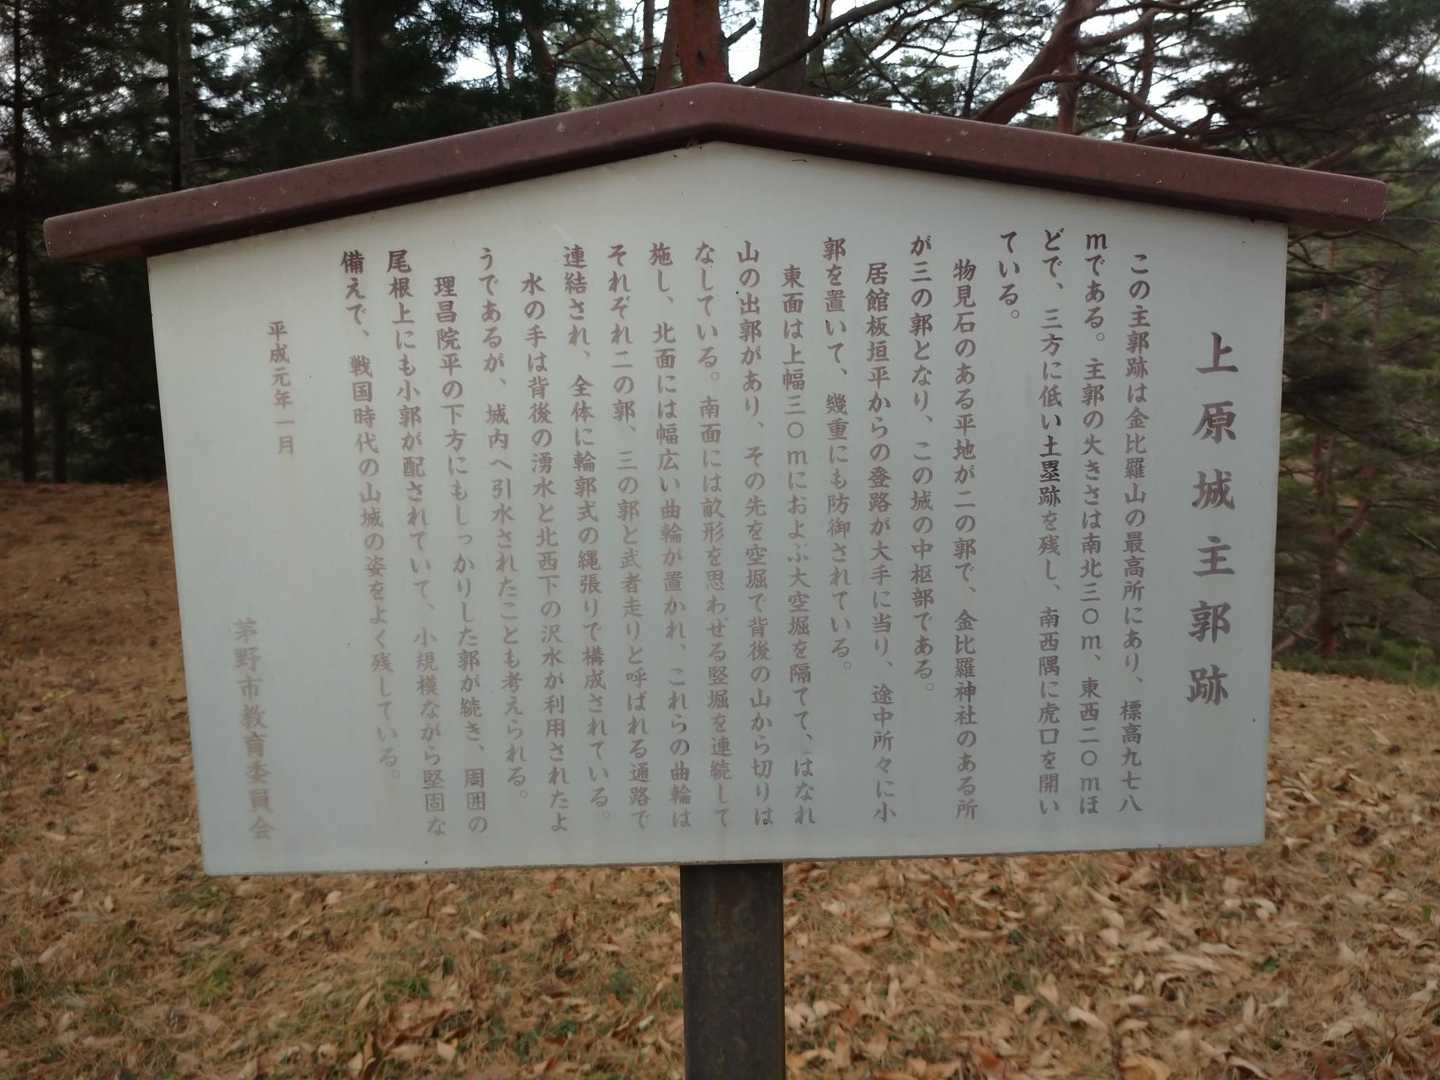 上原城主郭跡
この主郭跡は金比羅山の最高所にあり、標高九七八
ｍである。主郭の大きさは南北三〇ｍ、東西二〇ｍほ
どで、三方に低い土塁跡を残し、南西隅に虎口を開い
ている。
物見石のある平地が二の郭で、金比羅神社のある所
が三の郭となり、この城の中枢部である。
居館板垣平からの登路が大手に当り、途中所々に小
郭を置いて、幾重にも防御されている。
東面は上幅三〇ｍにおよぶ大空堀を隔てて、はなれ
山の出郭があり、その先を空堀で背後の山から切りは
なしている。南面には畝形を思わせる竪堀を連続して
施し、北面には幅広い曲輪が置かれ、これらの曲輪は
それぞれ二の郭、三の郭と武者走りと呼ばれる通路で
連結され、全体に輪郭式の縄張りで構成されている。
水の手は背後の湧水と北西下の沢水が利用されたよ
うであるが、城内へ引水されたことも考えられる。
理昌院平の下方にもしっかりした郭が続き、周囲の
尾根上にも小郭が配されていて、小規模ながら堅固な
備えで、戦国時代の山城の姿をよく残している。
平成元年一月
茅野市教育委員会